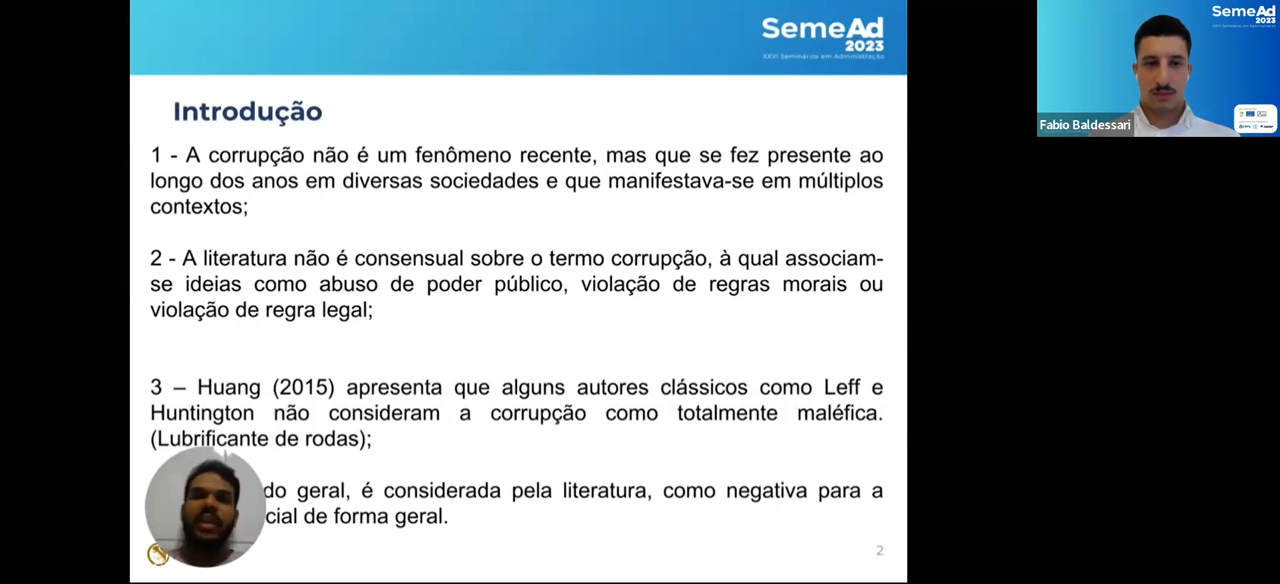 SemeAd
2023
XXVI Seminários em Administração
Introdução
1 - A corrupção não é um fenômeno recente, mas que se fez presente ao
longo dos anos em diversas sociedades e que manifestava-se em múltiplos
contextos;
2 - A literatura não é consensual sobre o termo corrupção, à qual associam-
se ideias como abuso de poder público, violação de regras morais ou
violação de regra legal;
3 – Huang (2015) apresenta que alguns autores clássicos como Leff e
Huntington não consideram a corrupção como totalmente maléfica.
(Lubrificante de rodas);
do geral, é considerada pela literatura, como negativa para a
cial de forma geral.
2
SemeAd
2023
Fabio Baldessari